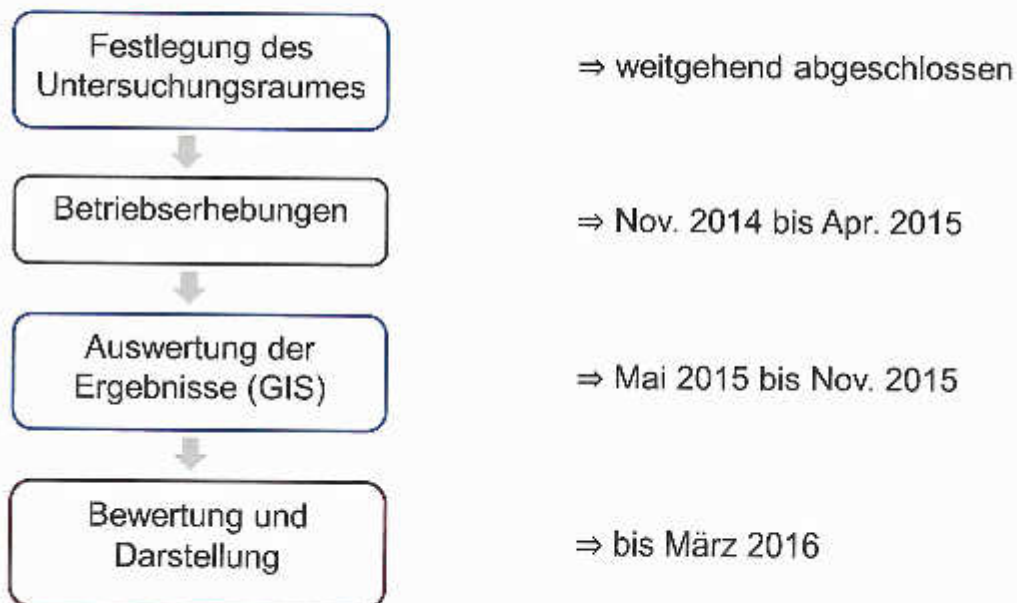 Festlegung des
Untersuchungsraumes
⇒ weitgehend abgeschlossen
Betriebserhebungen
⇒ Nov. 2014 bis Apr. 2015
Auswertung der
Ergebnisse (GIS)
⇒ Mai 2015 bis Nov. 2015
Bewertung und
Darstellung
⇒ bis März 2016